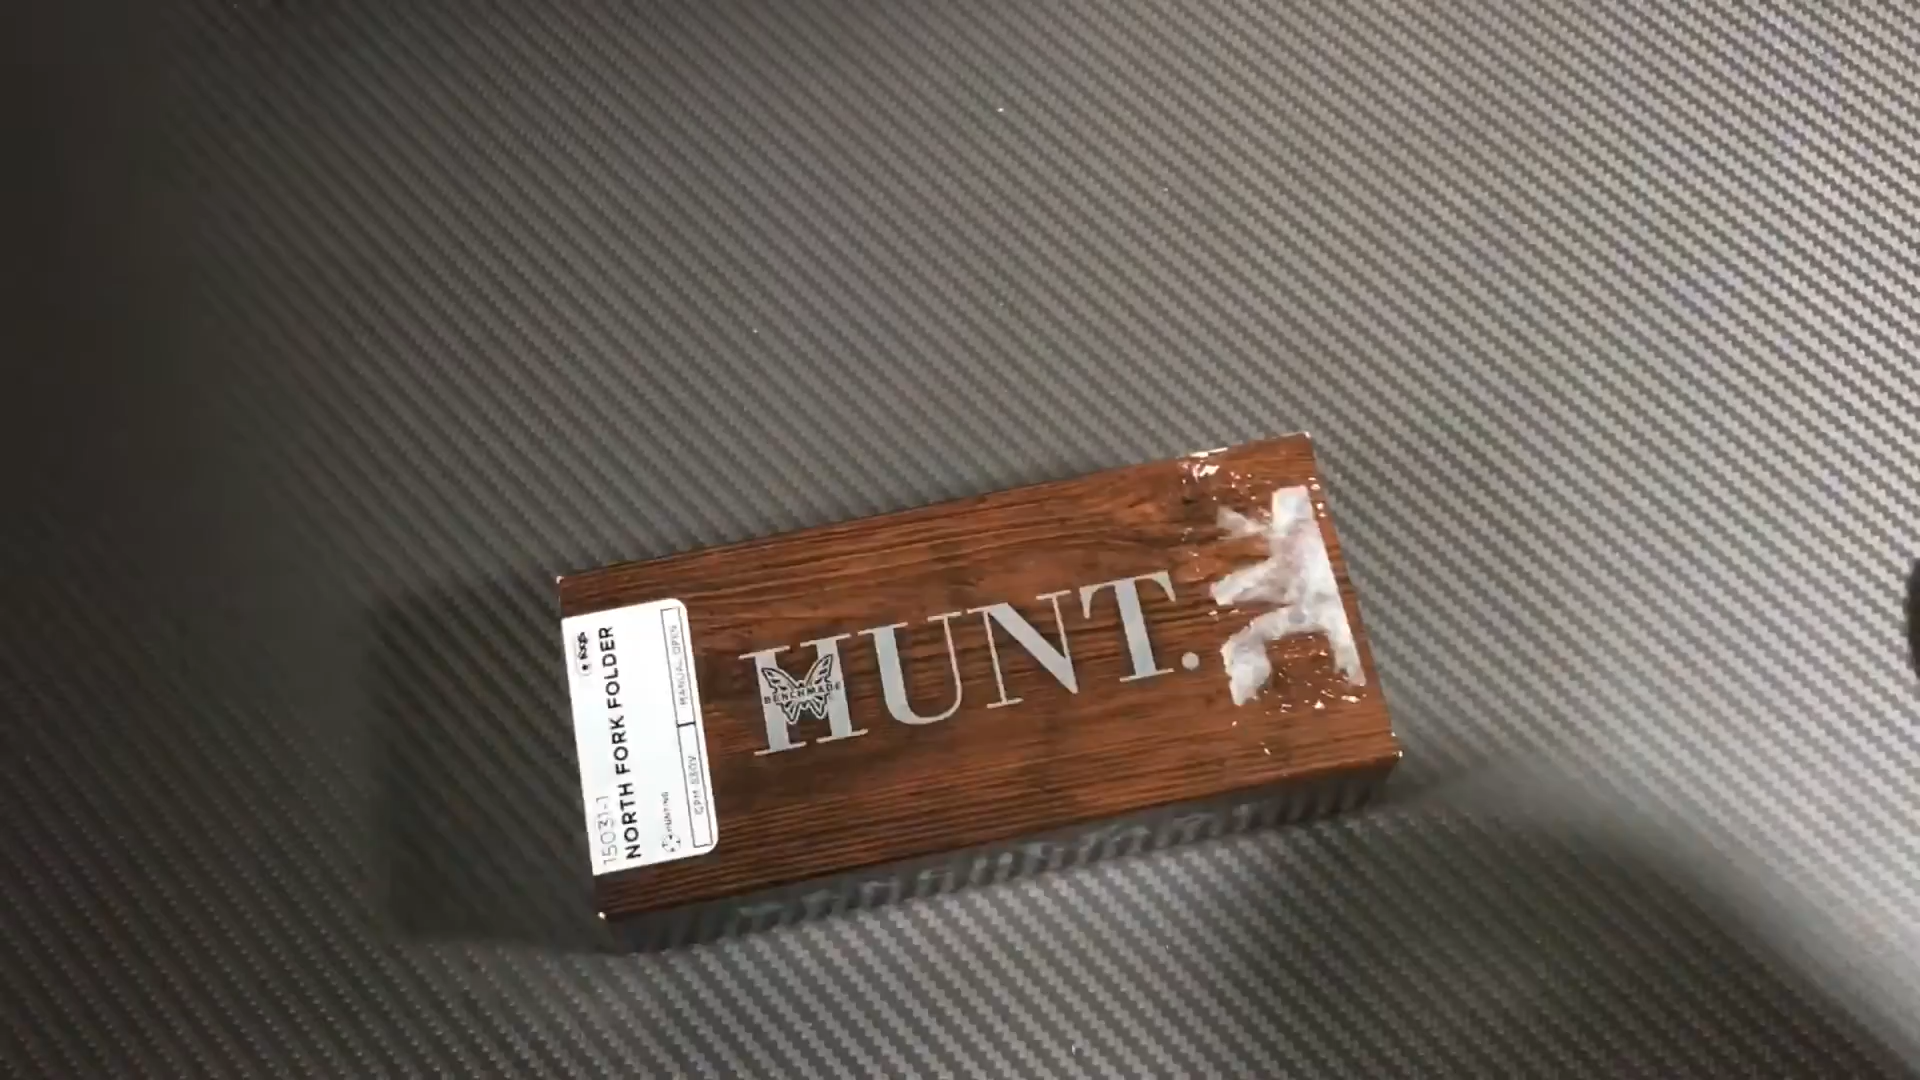 15031-1
NORTH FORK FOLDER
HUNTING
CPM-S30V
MANUAL OPEN
HUNT.
BENCHMADE